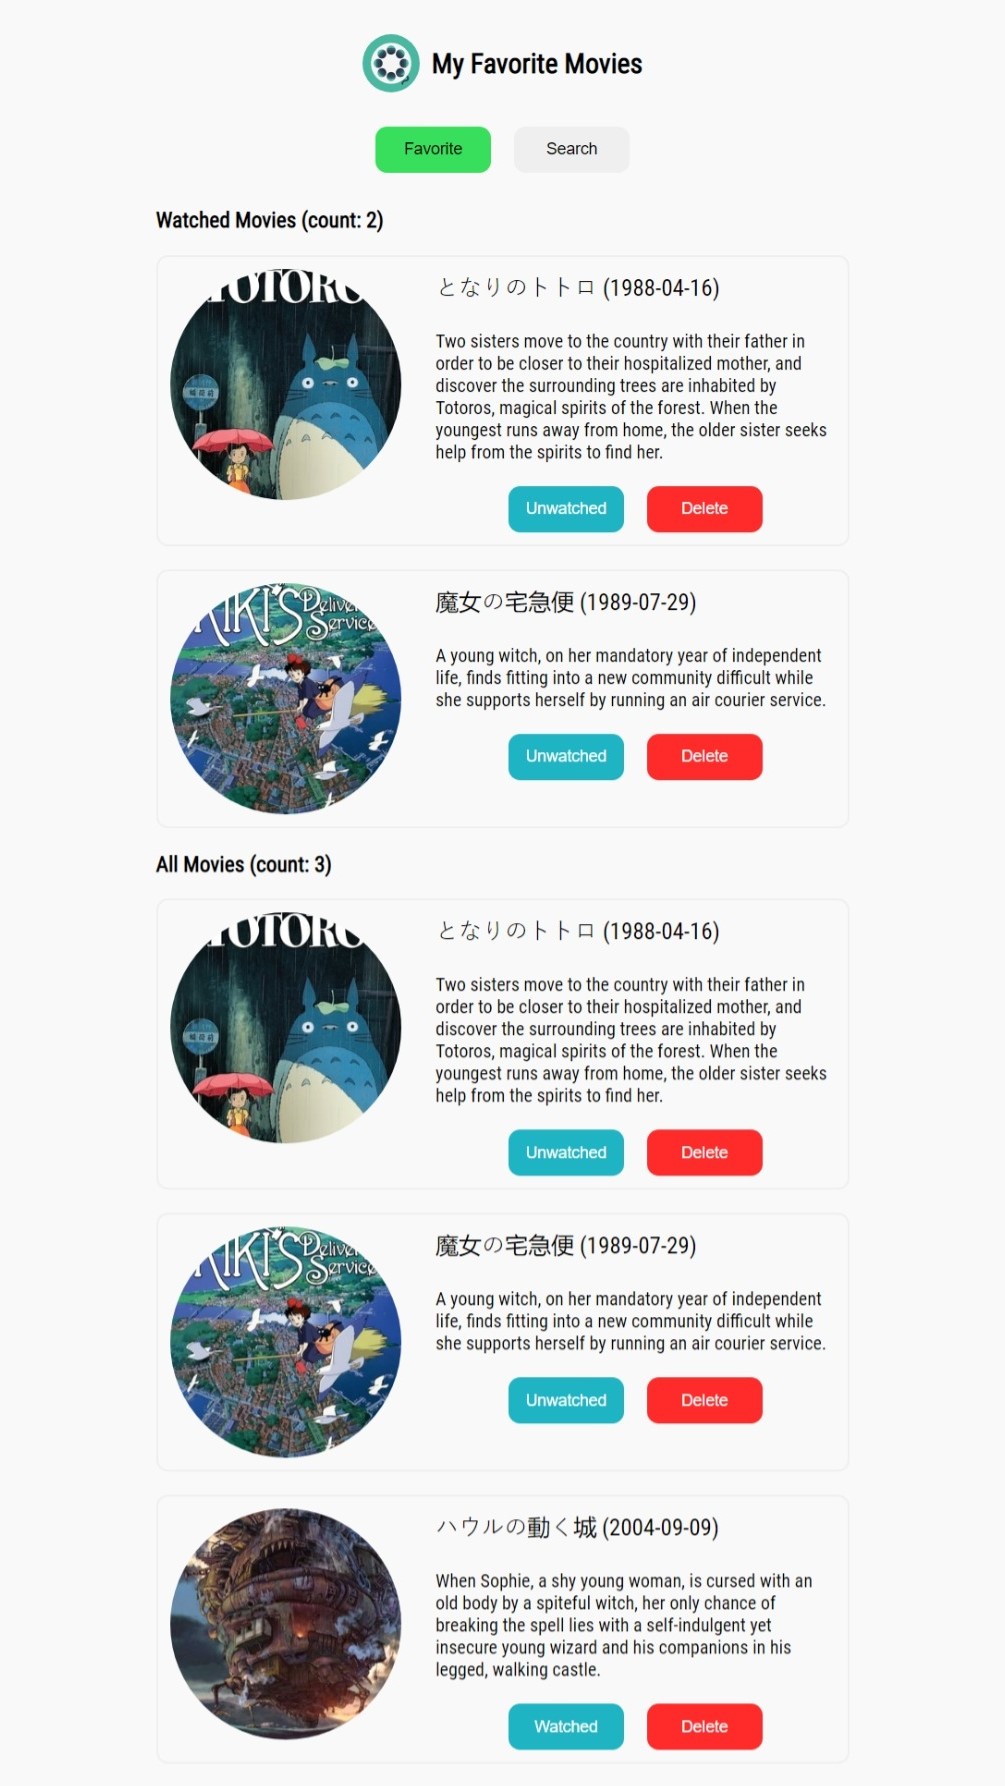 My Favorite Movies
Favorite
Search
Watched Movies (count: 2)
TOTORO
となりのトトロ (1988-04-16)
Two sisters move to the country with their father in
order to be closer to their hospitalized mother, and
discover the surrounding trees are inhabited by
Totoros, magical spirits of the forest. When the
youngest runs away from home, the older sister seeks
help from the spirits to find her.
Unwatched
Delete
KIKI'S Delive
Service
魔女の宅急便 (1989-07-29)
A young witch, on her mandatory year of independent
life, finds fitting into a new community difficult while
she supports herself by running an air courier service.
Unwatched
Delete
All Movies (count: 3)
TOTORO
となりのトトロ (1988-04-16)
Two sisters move to the country with their father in
order to be closer to their hospitalized mother, and
discover the surrounding trees are inhabited by
Totoros, magical spirits of the forest. When the
youngest runs away from home, the older sister seeks
help from the spirits to find her.
Unwatched
Delete
KIKI'S Delive
Service
魔女の宅急便 (1989-07-29)
A young witch, on her mandatory year of independent
life, finds fitting into a new community difficult while
she supports herself by running an air courier service.
Unwatched
Delete
ハウルの動く城 (2004-09-09)
When Sophie, a shy young woman, is cursed with an
old body by a spiteful witch, her only chance of
breaking the spell lies with a self-indulgent yet
insecure young wizard and his companions in his
legged, walking castle.
Watched
Delete